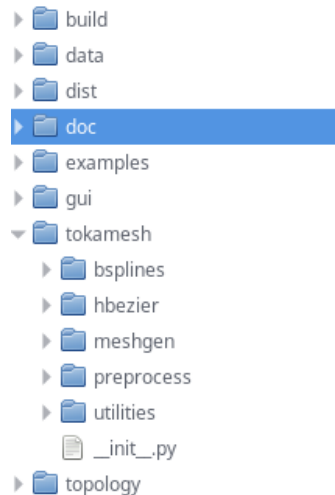 build
data
dist
doc
examples
gui
tokamesh
bsplines
hbezier
meshgen
preprocess
utilities
__init__.py
topology